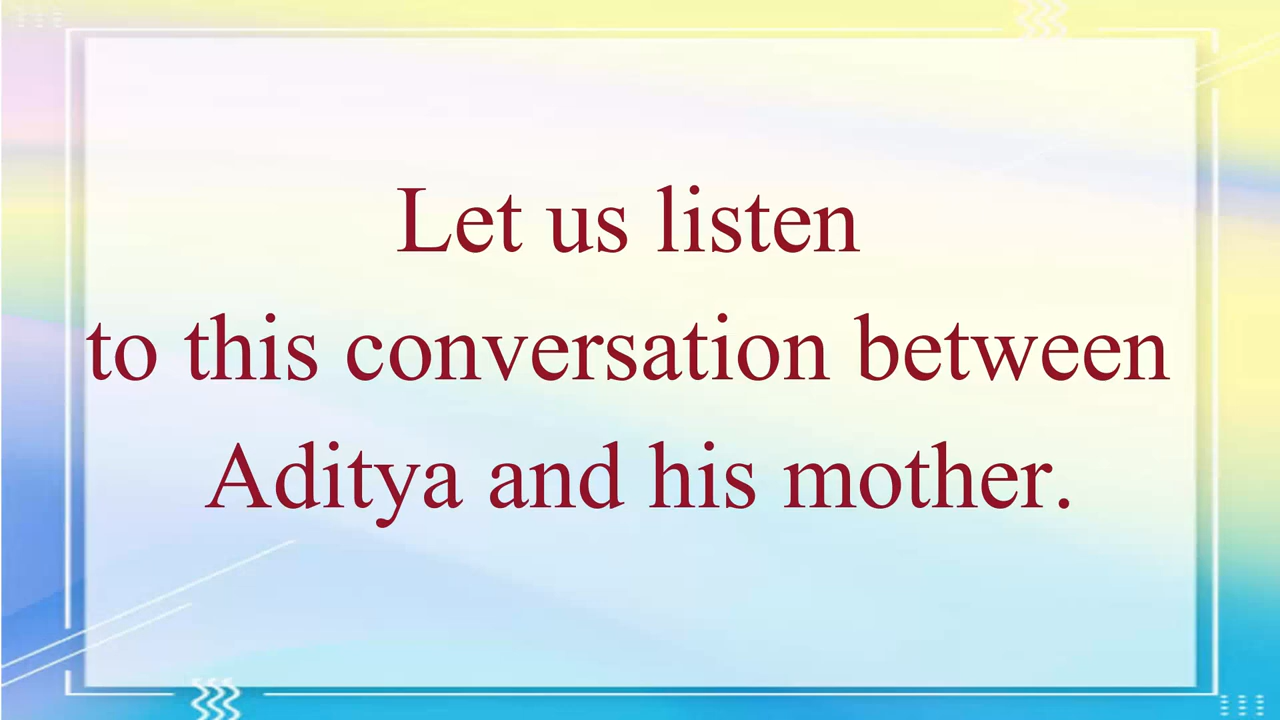 Let us listen
to this conversation between
Aditya and his mother.